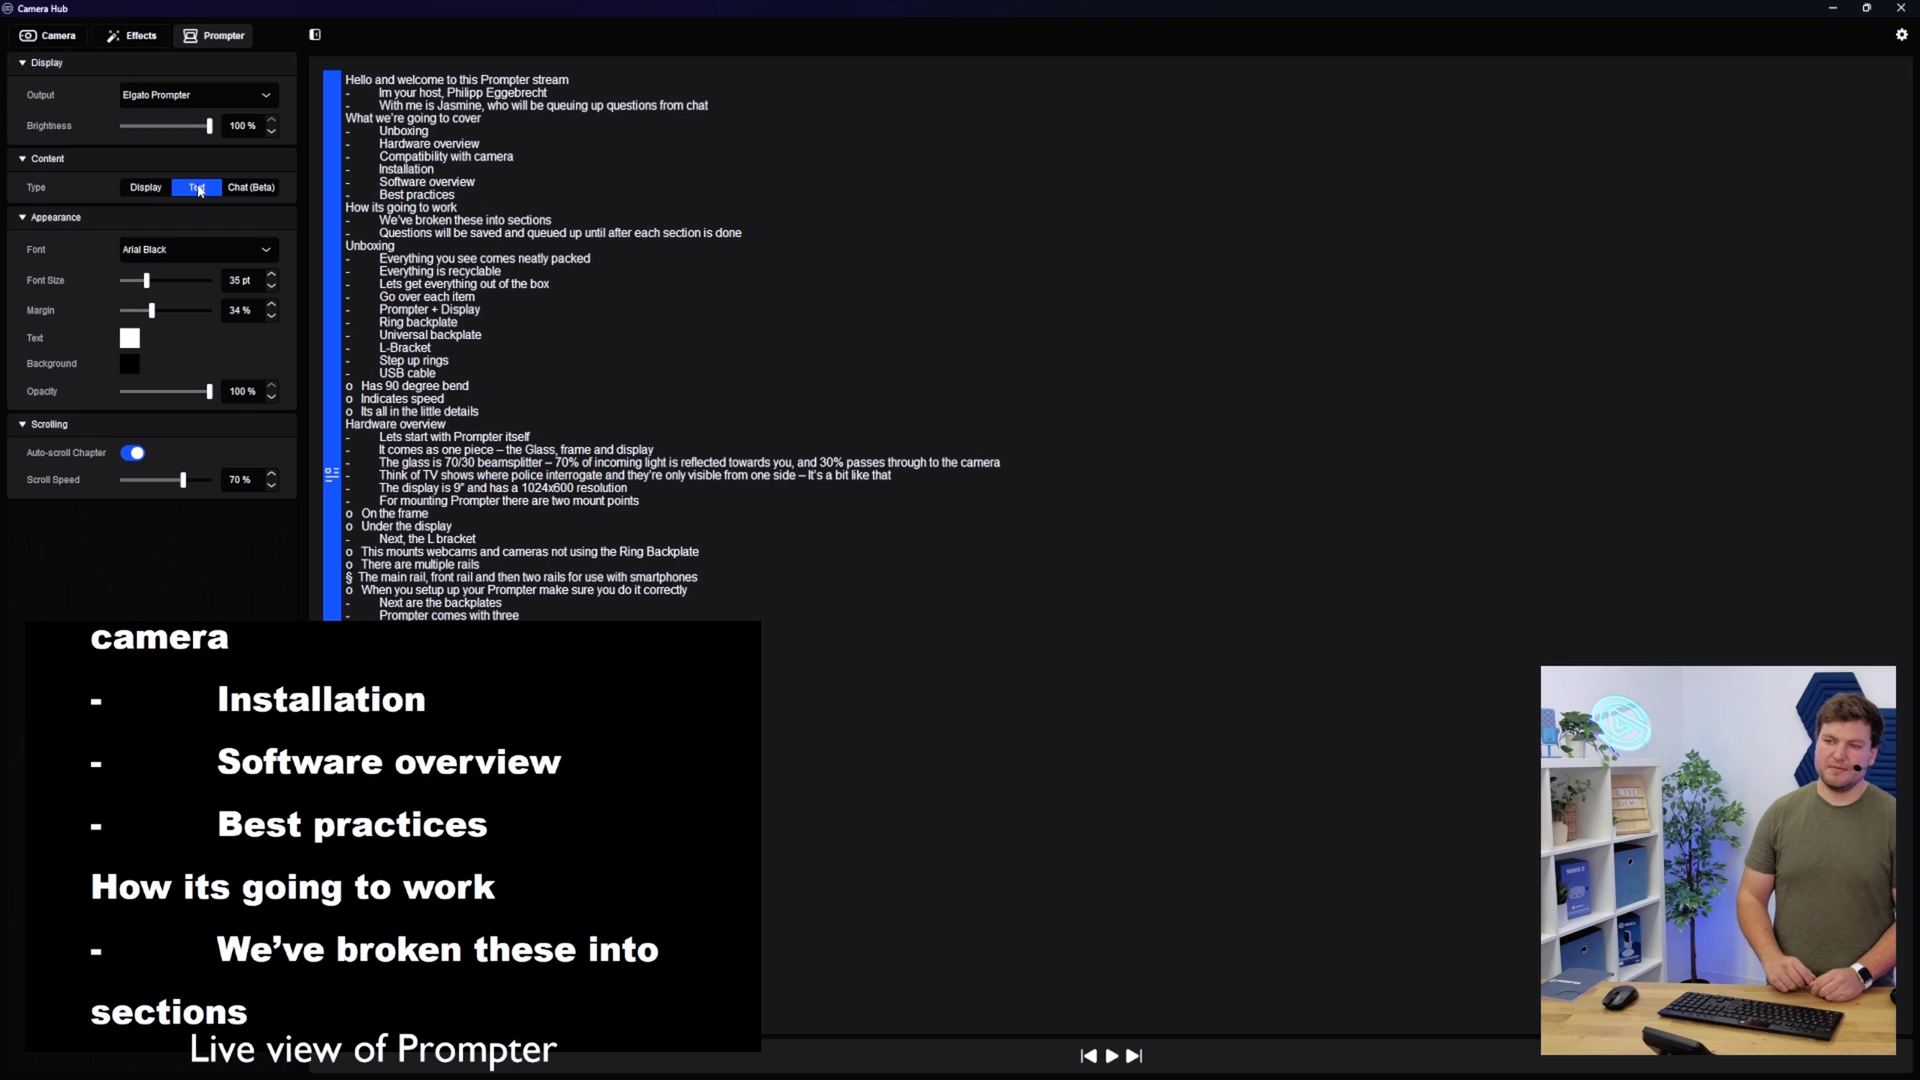 Camera Hub
Camera
Effects
Prompter
Display
Output
Elgato Prompter
Brightness
100 %
Content
Type
Display
Text
Chat (Beta)
Appearance
Font
Arial Black
Font Size
35 pt
Margin
34 %
Text
Background
Opacity
100 %
Scrolling
Auto-scroll Chapter
Scroll Speed
70 %
Hello and welcome to this Prompter stream
- Im your host, Philipp Eggebrecht
- With me is Jasmine, who will be queuing up questions from chat
What we're going to cover
- Unboxing
- Hardware overview
- Compatibility with camera
- Installation
- Software overview
- Best practices
How its going to work
- We've broken these into sections
- Questions will be saved and queued up until after each section is done
Unboxing
- Everything you see comes neatly packed
- Everything is recyclable
- Lets get everything out of the box
- Go over each item
- Prompter + Display
- Ring backplate
- Universal backplate
- L-Bracket
- Step up rings
- USB cable
o Has 90 degree bend
o Indicates speed
o Its all in the little details
Hardware overview
- Lets start with Prompter itself
- It comes as one piece – the Glass, frame and display
- The glass is 70/30 beamsplitter – 70% of incoming light is reflected towards you, and 30% passes through to the camera
- Think of TV shows where police interrogate and they're only visible from one side – It's a bit like that
- The display is 9" and has a 1024x600 resolution
- For mounting Prompter there are two mount points
o On the frame
o Under the display
- Next, the L bracket
o This mounts webcams and cameras not using the Ring Backplate
o There are multiple rails
§ The main rail, front rail and then two rails for use with smartphones
o When you setup up your Prompter make sure you do it correctly
- Next are the backplates
- Prompter comes with three
camera
- Installation
- Software overview
- Best practices
How its going to work
- We've broken these into
sections
Live view of Prompter
LIVE
DEMO
WAVE:3